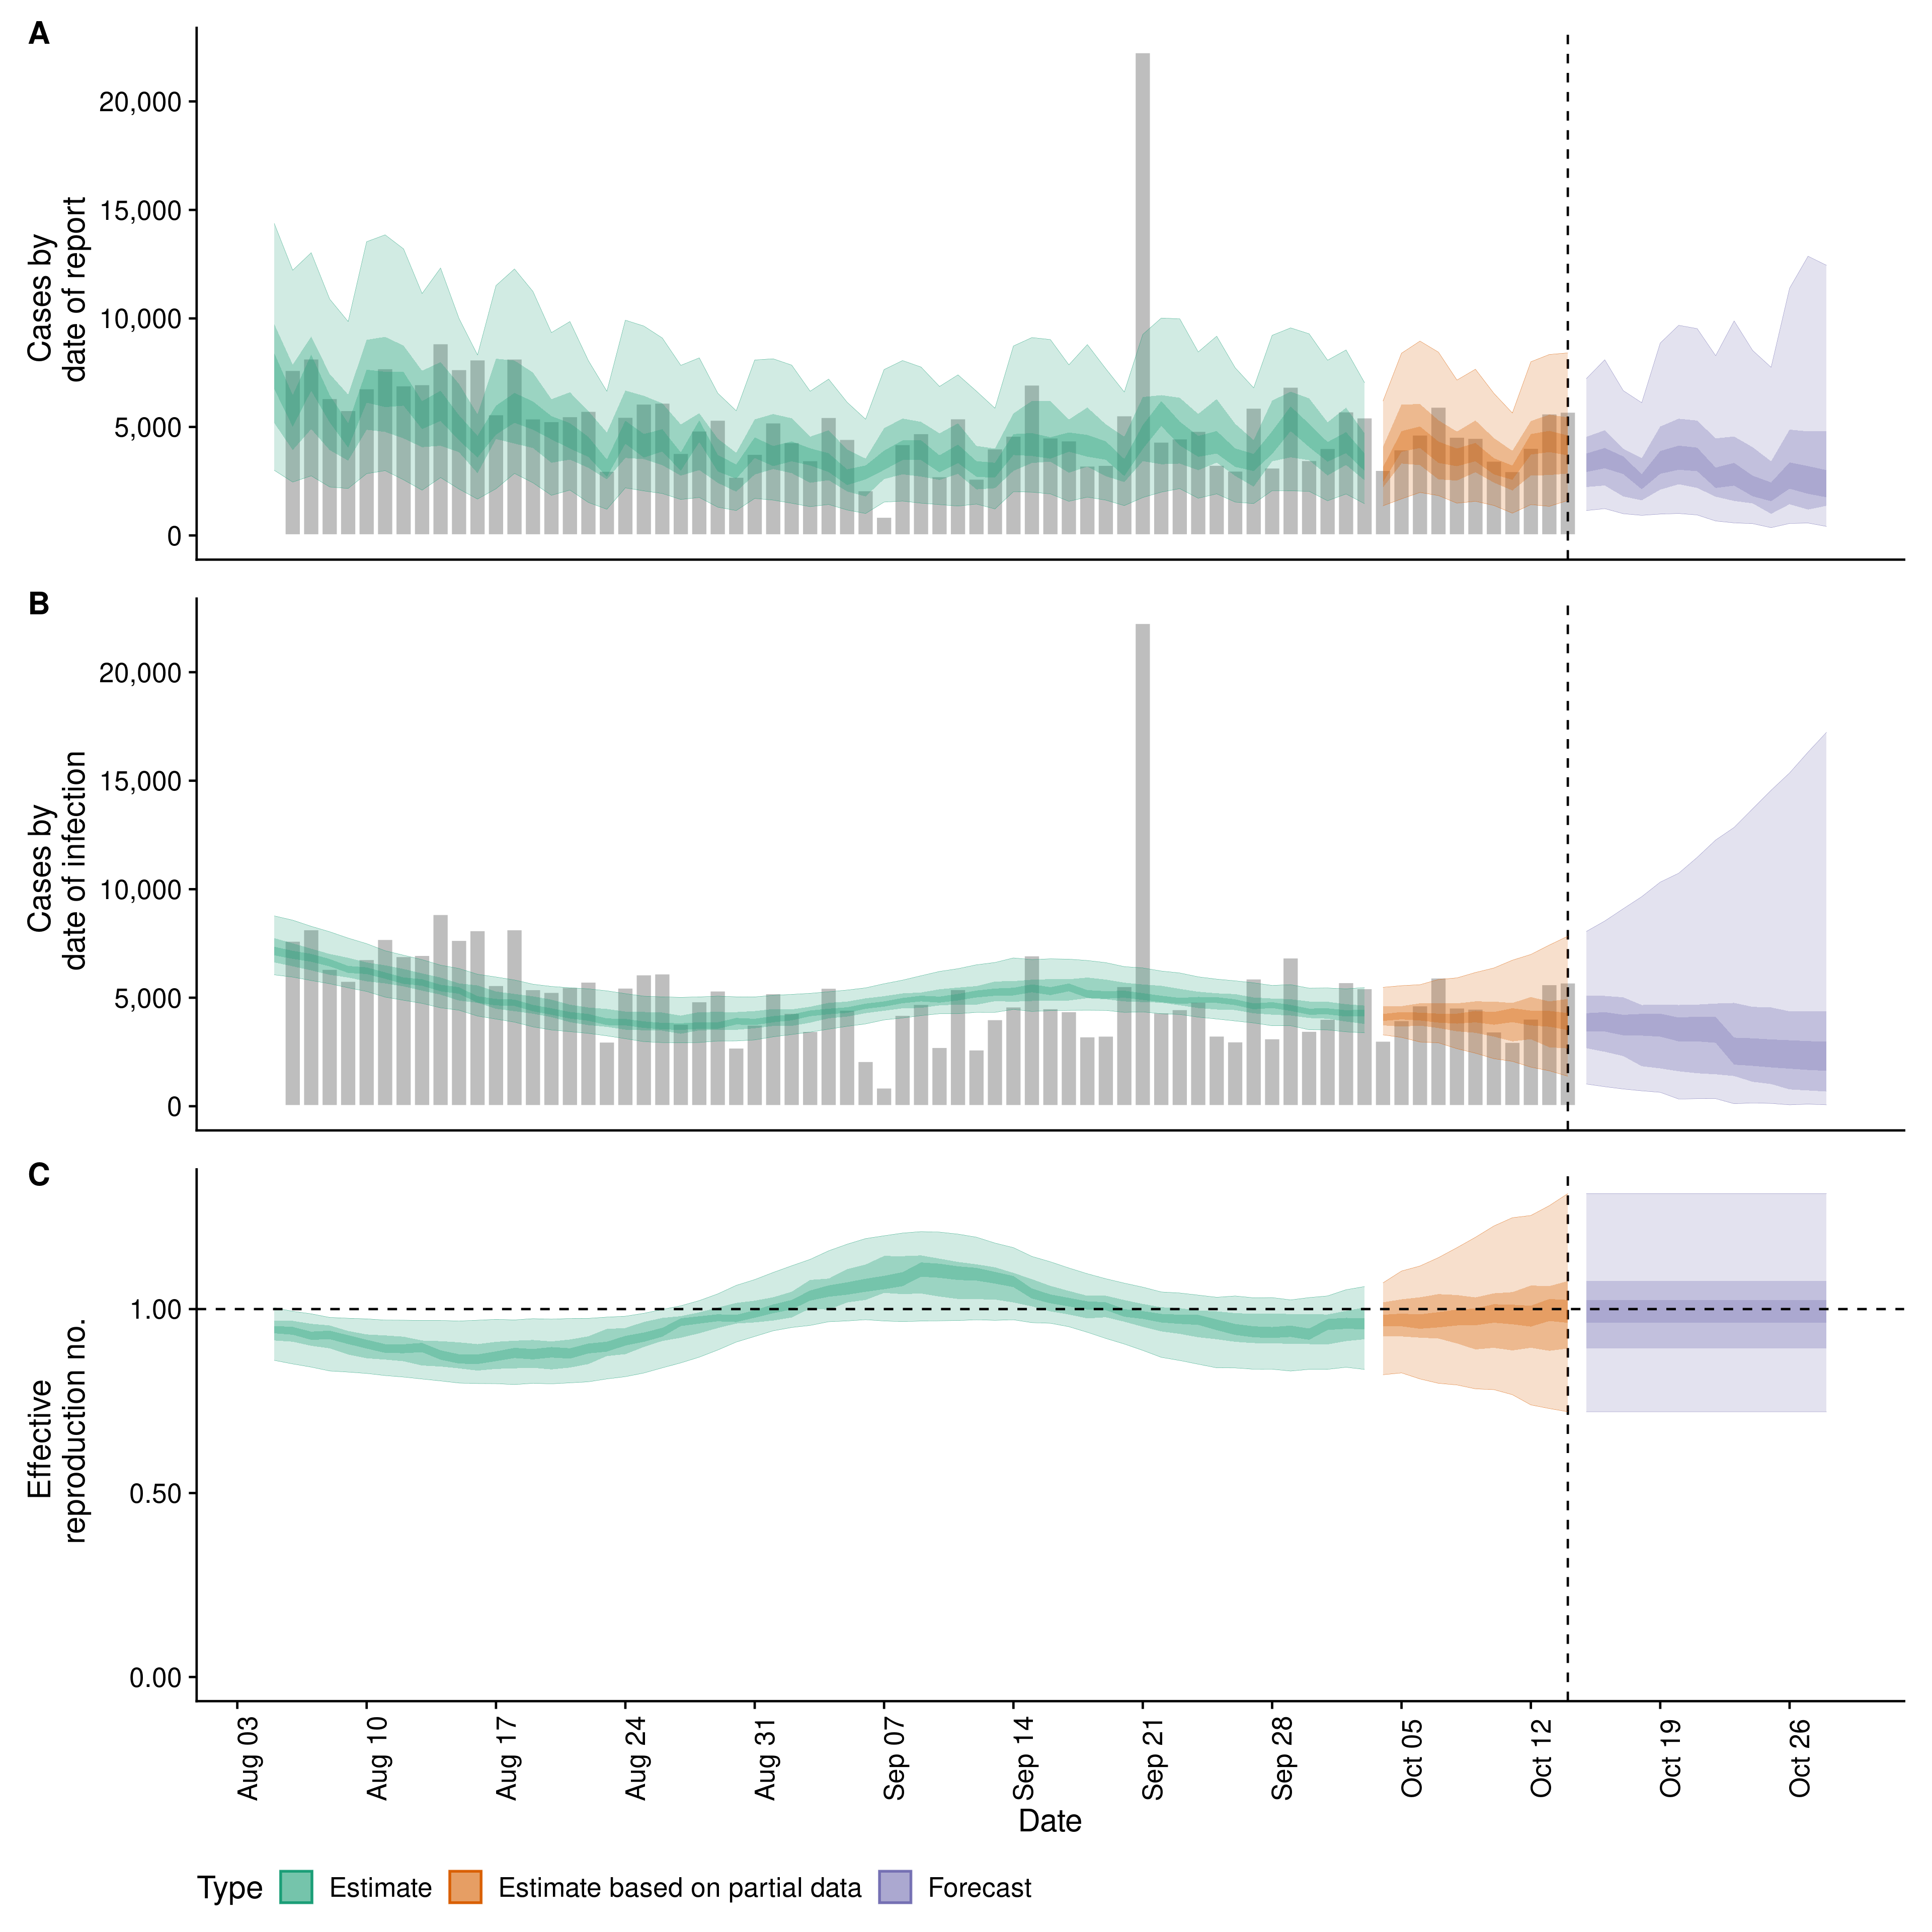 A
20,000
15,000
10,000
5,000
0
Cases by
date of report
B
20,000
15,000
10,000
5,000
0
Cases by
date of infection
C
1.00
0.50
0.00
Effective
reproduction no.
Aug 03
Aug 10
Aug 17
Aug 24
Aug 31
Sep 07
Sep 14
Sep 21
Sep 28
Oct 05
Oct 12
Oct 19
Oct 26
Date
Type Estimate Estimate based on partial data Forecast